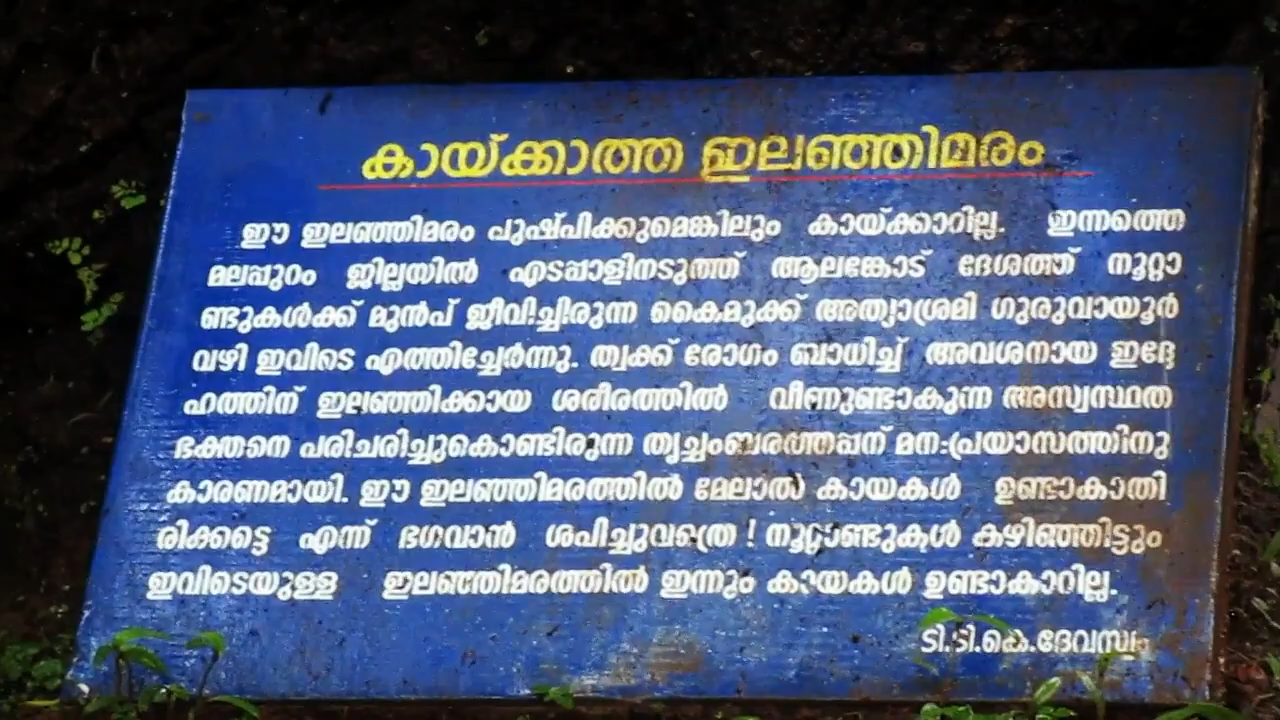 കായ്ക്കാത്ത ഇലഞ്ഞിമരം
ഈ ഇലഞ്ഞിമരം പുഷ്പിക്കുമെങ്കിലും കായ്ക്കാറില്ല. ഇന്നത്തെ
മലപ്പുറം ജില്ലയിൽ എടപ്പാളിനടുത്ത് ആലങ്കോട് ദേശത്ത് നൂറ്റാ
ണ്ടുകൾക്ക് മുൻപ് ജീവിച്ചിരുന്ന കൈമുക്ക് അത്യാശ്രമി ഗുരുവായൂർ
വഴി ഇവിടെ എത്തിച്ചേർന്നു. ത്വക്ക് രോഗം ബാധിച്ച് അവശനായ ഇദ്ദേ
ഹത്തിന് ഇലഞ്ഞിക്കായ ശരീരത്തിൽ വീണുണ്ടാകുന്ന അസ്വസ്ഥത
ഭക്തനെ പരിചരിച്ചുകൊണ്ടിരുന്ന തൃച്ചംബരത്തപ്പന് മന:പ്രയാസത്തിനു
കാരണമായി. ഈ ഇലഞ്ഞിമരത്തിൽ മേലാൽ കായകൾ ഉണ്ടാകാതി
രിക്കട്ടെ എന്ന് ഭഗവാൻ ശപിച്ചുവത്രെ ! നൂറ്റാണ്ടുകൾ കഴിഞ്ഞിട്ടും
ഇവിടെയുള്ള ഇലഞ്ഞിമരത്തിൽ ഇന്നും കായകൾ ഉണ്ടാകാറില്ല.
ടി.ടി.കെ.ദേവസ്വം